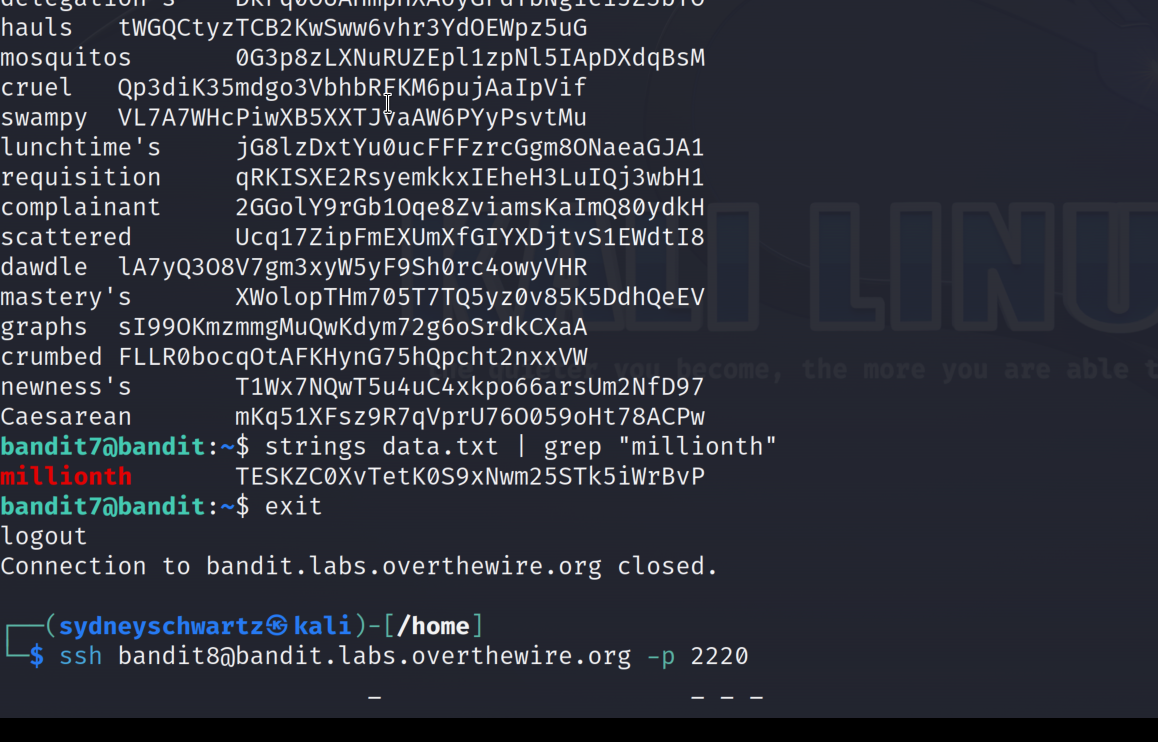 hauls   tWGQCtyzTCB2KwSww6vhr3YdOEWpz5uG
mosquitos       0G3p8zLXNuRUZEpl1zpNl5IApDXdqBsM
cruel   Qp3diK35mdgo3VbhbRFKM6pujAaIpVif
swampy  VL7A7WHcPiwXB5XXTJvaAW6PYyPsvtMu
lunchtime's     jG8lzDxtYu0ucFFFzrcGgm8ONaeaGJA1
requisition     qRKISXE2RsyemkkxIEheH3LuIQj3wbH1
complainant     2GGolY9rGb1Oqe8ZviamsKaImQ80ydkH
scattered       Ucq17ZipFmEXUmXfGIYXDjtvS1EWdtI8
dawdle  lA7yQ3O8V7gm3xyW5yF9Sh0rc4owyVHR
mastery's       XWolopTHm705T7TQ5yz0v85K5DdhQeEV
graphs  sI99OKmzmmgMuQwKdym72g6oSrdkCXaA
crumbed FLLR0bocqOtAFKHynG75hQpcht2nxxVW
newness's       T1Wx7NQwT5u4uC4xkpo66arsUm2NfD97
Caesarean       mKq51XFsz9R7qVprU76O059oHt78ACPw
bandit7@bandit:~$ strings data.txt | grep "millionth"
millionth       TESKZC0XvTetK0S9xNwm25STk5iWrBvP
bandit7@bandit:~$ exit
logout
Connection to bandit.labs.overthewire.org closed.
┌──(sydneyschwartz㉿kali)-[/home]
└─$ ssh bandit8@bandit.labs.overthewire.org -p 2220
KALI LINU
the quieter you become, the more you are able t